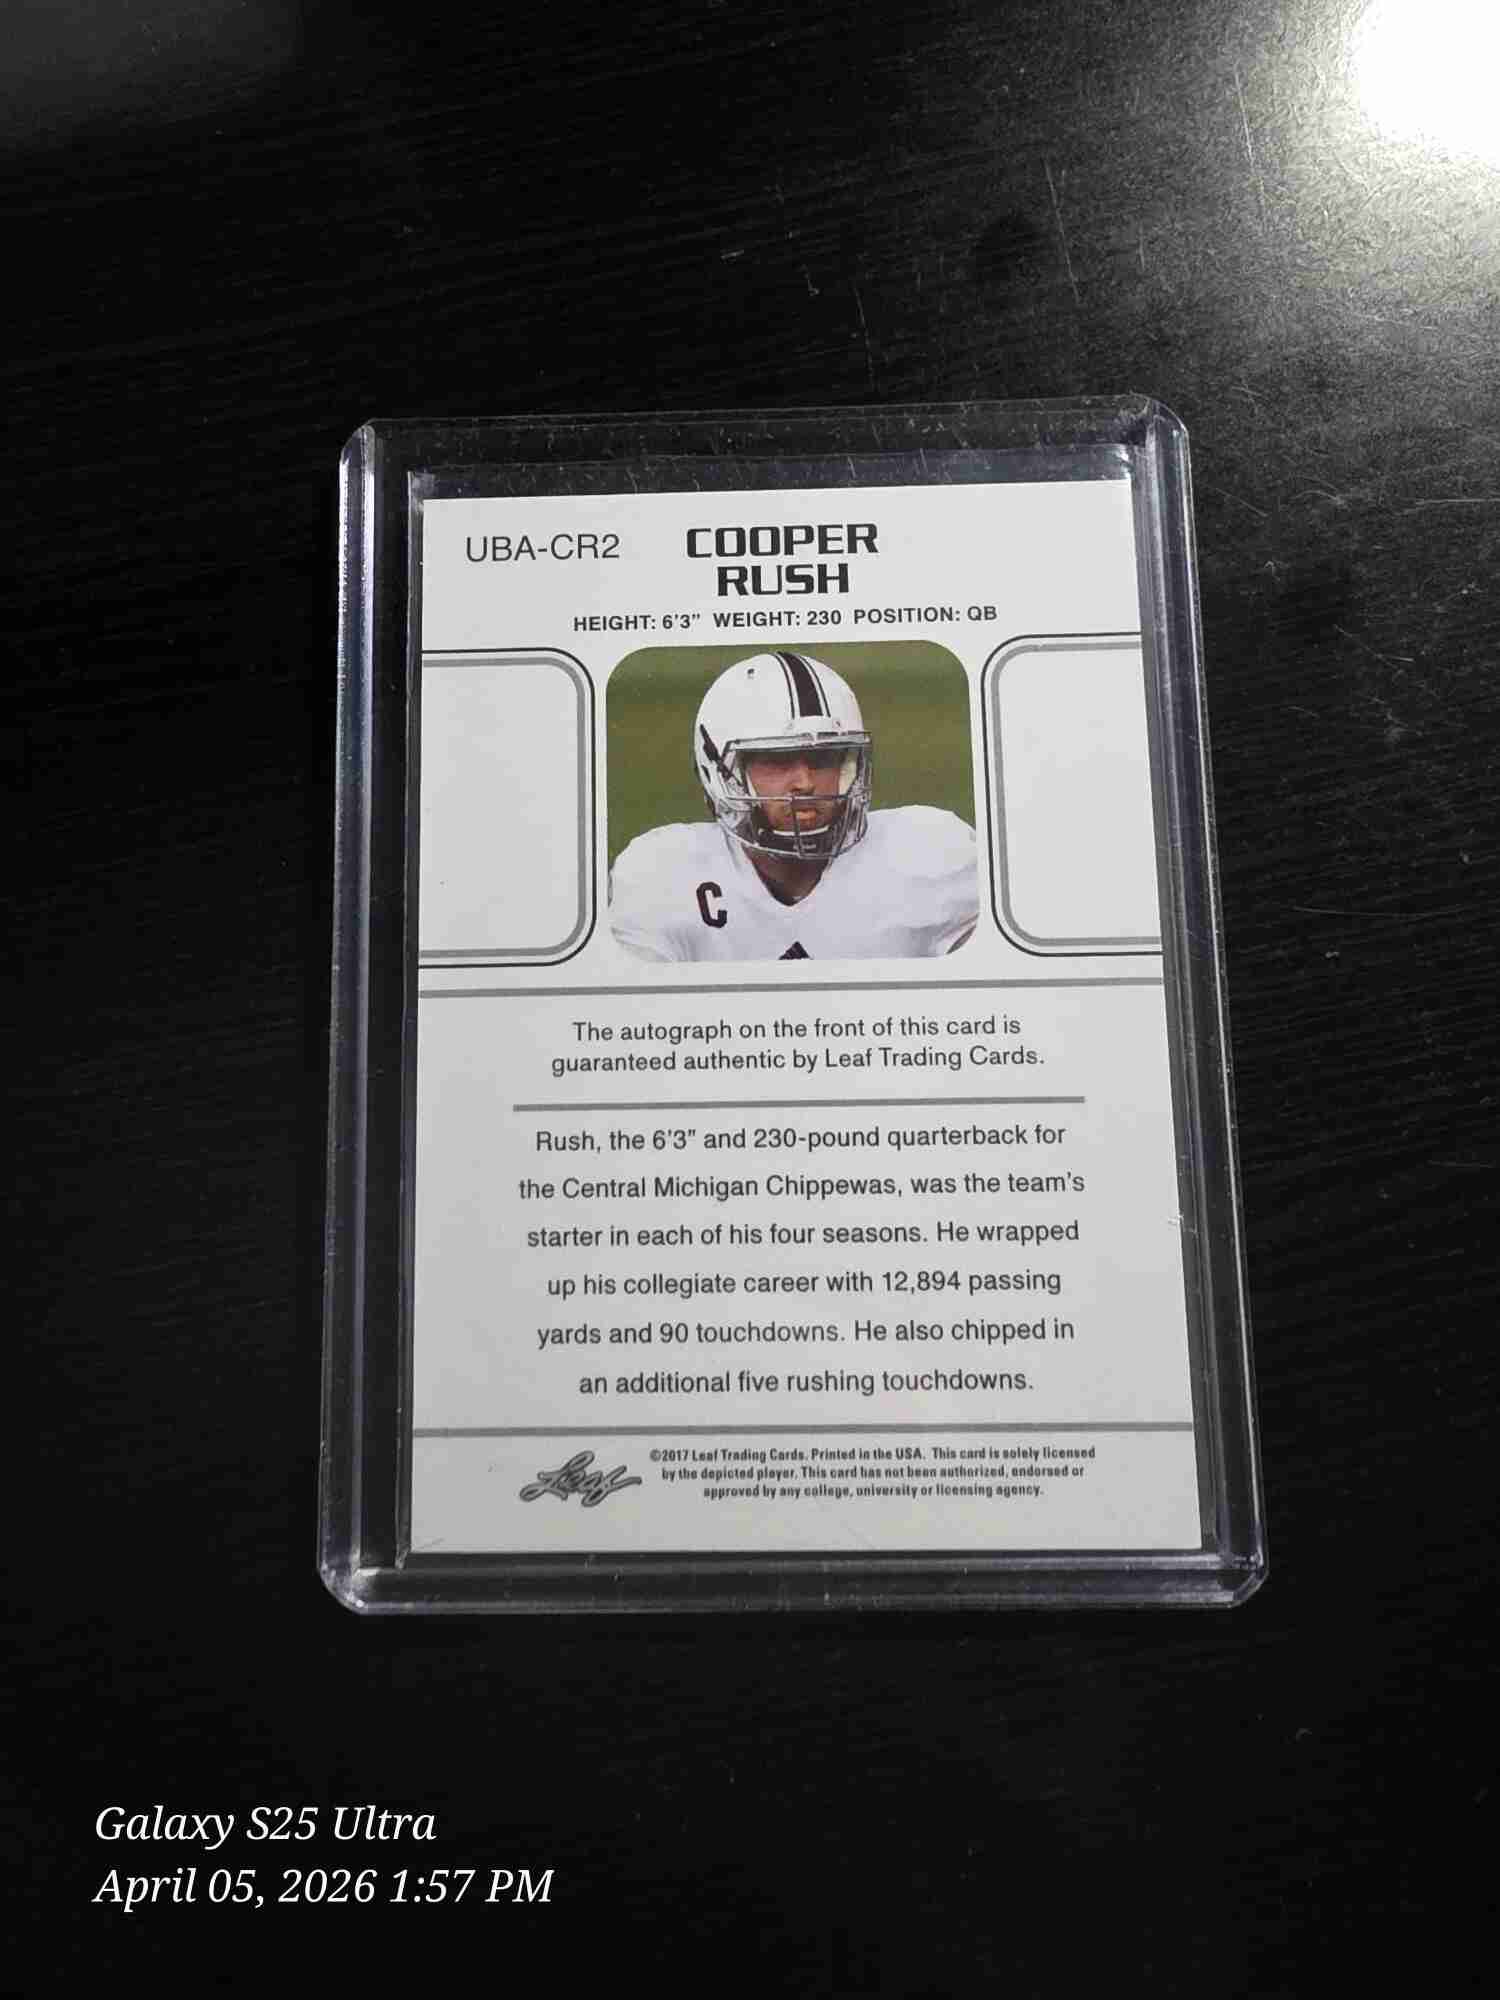 UBA-CR2
COOPER
RUSH
HEIGHT: 6'3" WEIGHT: 230 POSITION: QB
C
The autograph on the front of this card is
guaranteed authentic by Leaf Trading Cards.
Rush, the 6'3" and 230-pound quarterback for
the Central Michigan Chippewas, was the team's
starter in each of his four seasons. He wrapped
up his collegiate career with 12,894 passing
yards and 90 touchdowns. He also chipped in
an additional five rushing touchdowns.
Leaf
©2017 Leaf Trading Cards. Printed in the USA. This card is solely licensed
by the depicted player. This card has not been authorized, endorsed or
approved by any college, university or licensing agency.
Galaxy S25 Ultra
April 05, 2026 1:57 PM